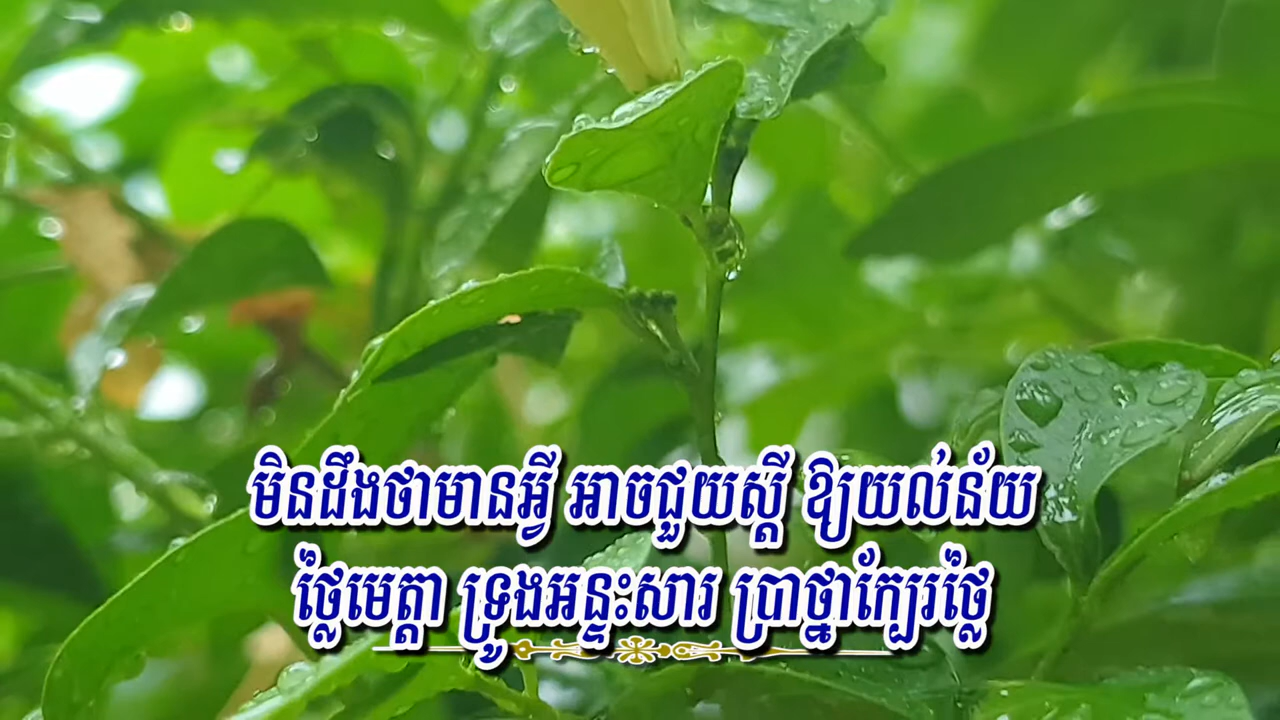 មិនដឹងថាមានអ្វី អាចជួយស្ដី ឱ្យយល់ន័យ
ថ្លៃមេត្តា ទ្រូងអន្ទះសារ ប្រាថ្នាក្បែរថ្លៃ